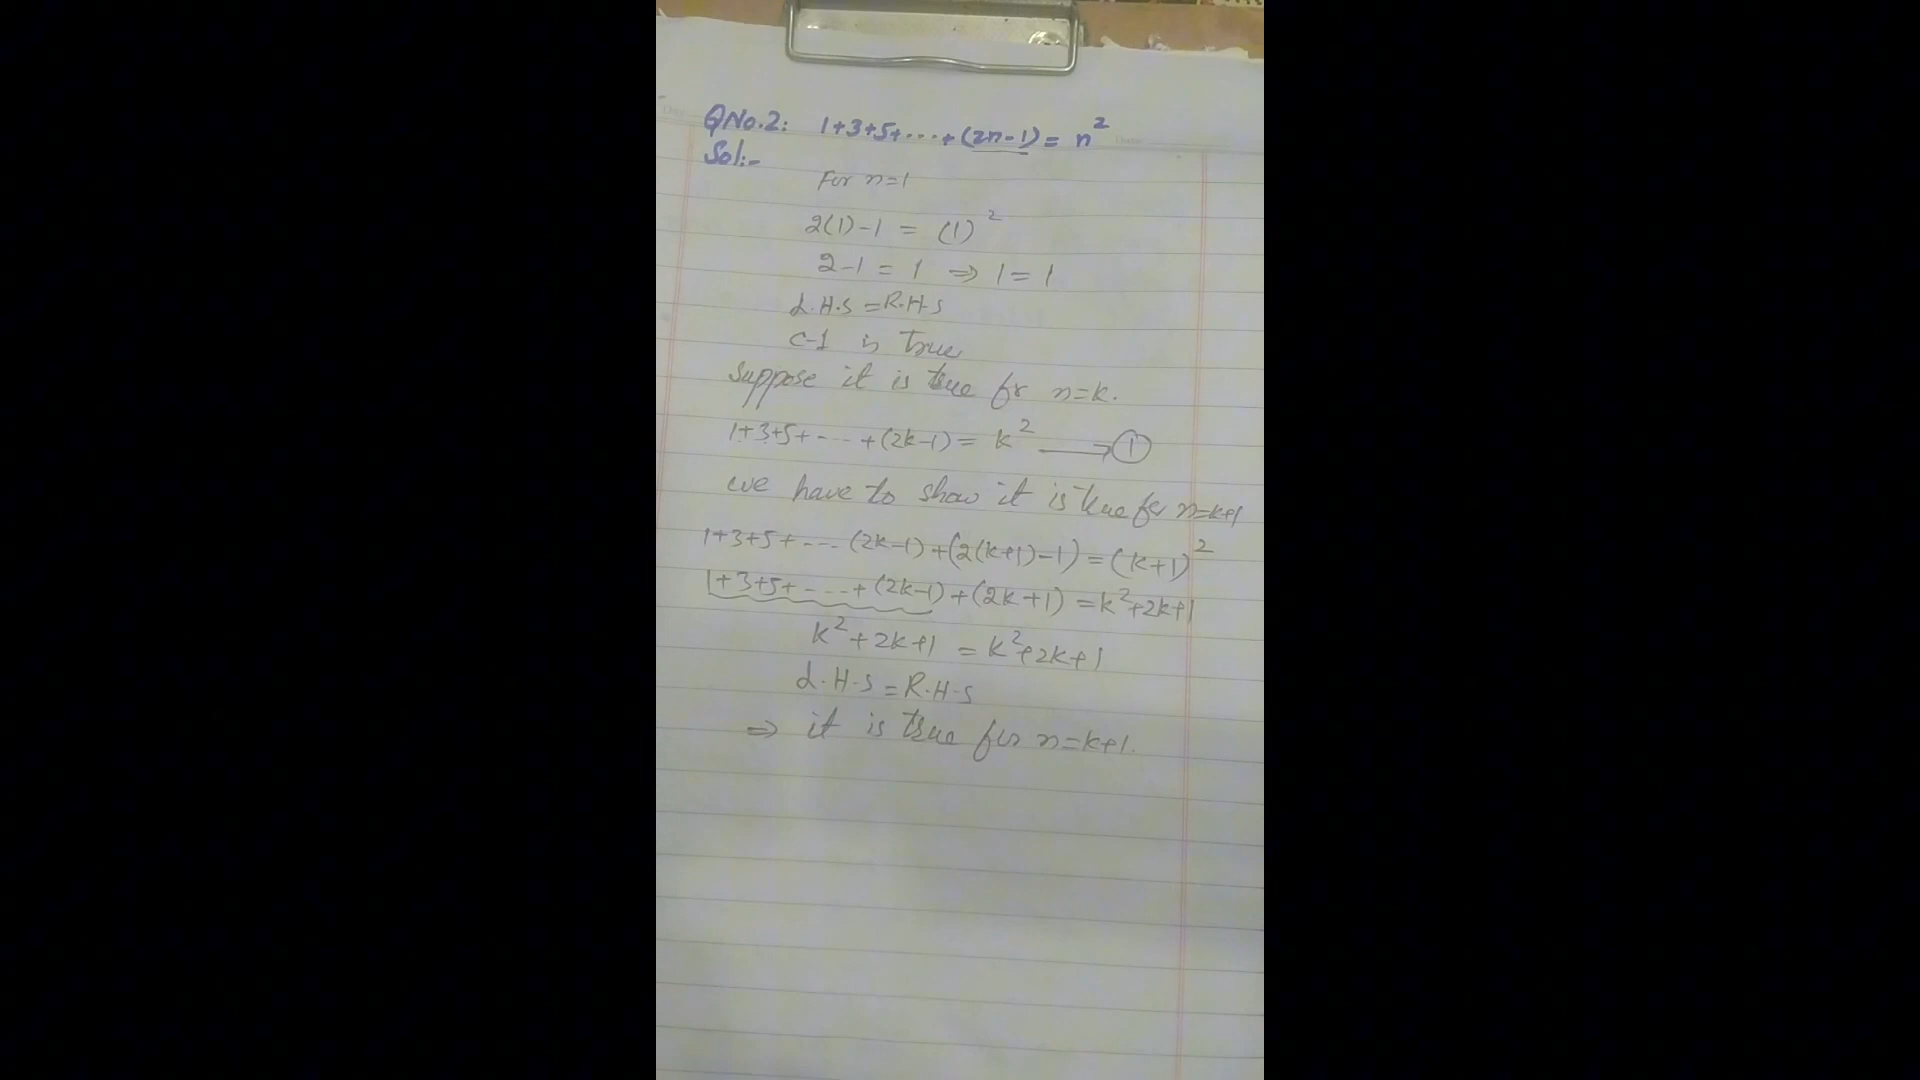 QNo.2: 1+3+5+...+(2n-1)= n²
Sol:-
For n=1
2(1)-1 = (1)²
2-1 = 1 ⇒ 1=1
L.H.S =R.H-S
C-1 is True
Suppose it is true for n=k.
1+3+5+-...+(2k-1)= k² → ①
we have to show it is true for n=k+1
1+3+5+-... (2k-1)+(2(k+1)-1)=(k+1)²
1+3+5+-...+(2k-1)+(2k+1)=k²+2k+1
k²+2k+1 = k²+2k+1
L.H-S = R.H-S
⇒ it is true for n=k+1.